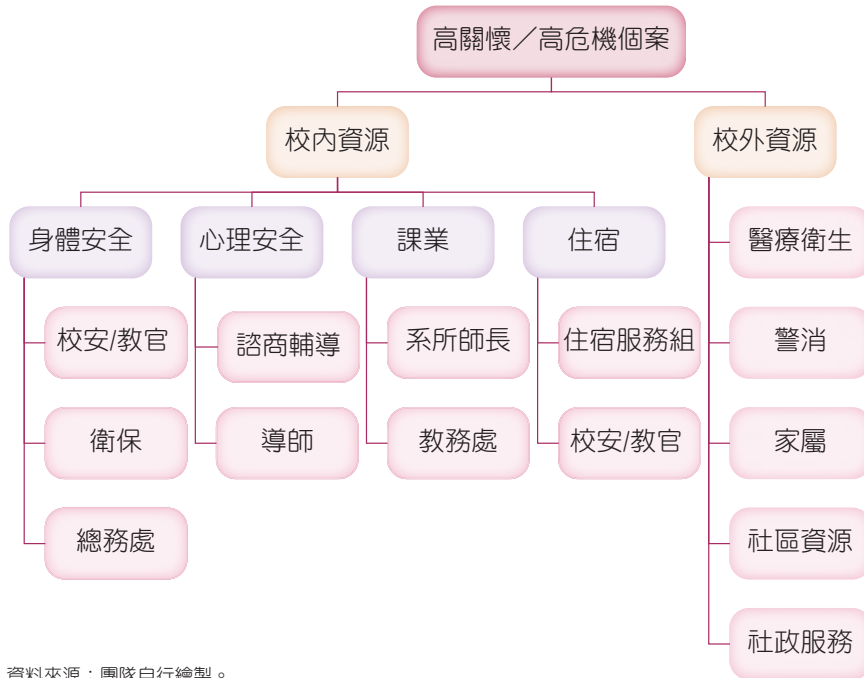 高關懷／高危機個案
校內資源
校外資源
身體安全
心理安全
課業
住宿
醫療衛生
校安/教官
諮商輔導
系所師長
住宿服務組
警消
衛保
導師
教務處
校安/教官
家屬
總務處
社區資源
社政服務
資料來源：團隊自行繪製。